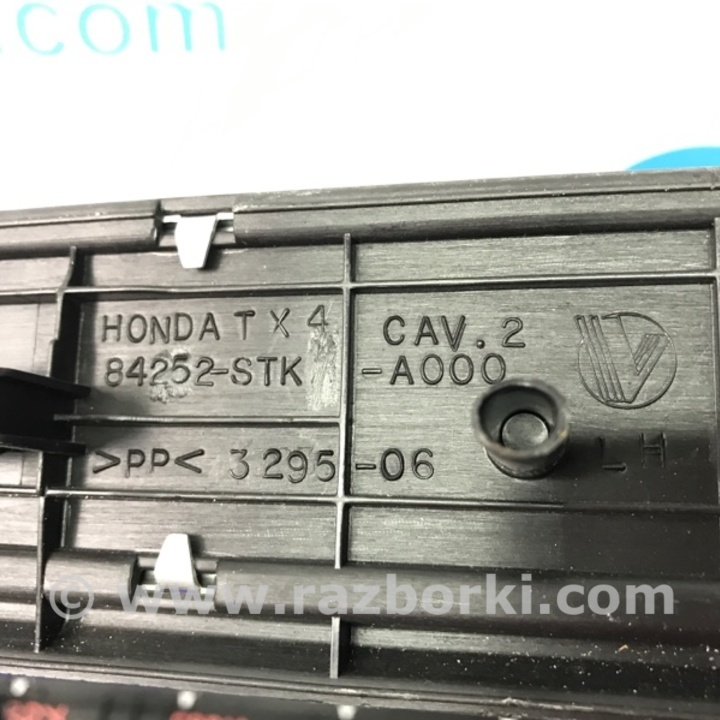 .com
HONDA T X 4 CAV. 2
84252-STK -A000
>PP< 3295-06 LH
© www.razborki.com